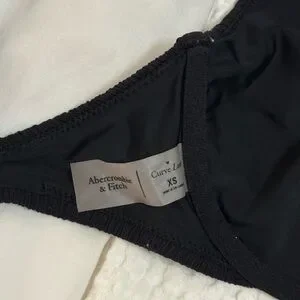 Abercrombie
& Fitch
Curve Love
XS